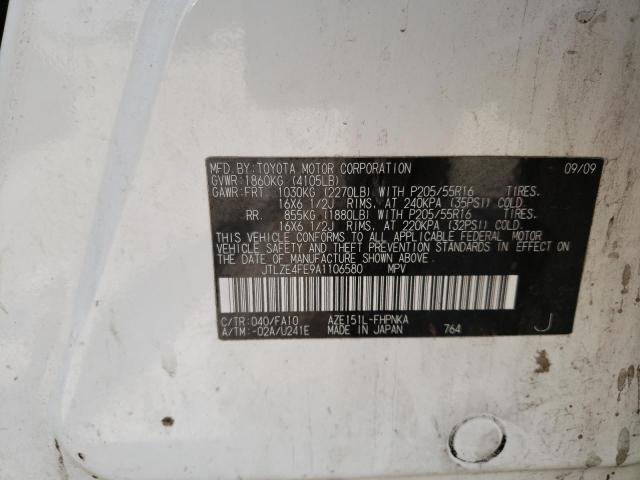 MFD. BY: TOYOTA MOTOR CORPORATION 09/09
GVWR: 1860KG (4105LB)
GAWR: FRT. 1030KG (2270LB) WITH P205/55R16 TIRES.
16X6 1/2J RIMS, AT 240KPA (35PSI) COLD.
RR. 855KG (1880LB) WITH P205/55R16 TIRES.
16X6 1/2J RIMS, AT 220KPA (32PSI) COLD.
THIS VEHICLE CONFORMS TO ALL APPLICABLE FEDERAL MOTOR
VEHICLE SAFETY AND THEFT PREVENTION STANDARDS IN EFFECT ON
THE DATE OF MANUFACTURE SHOWN ABOVE.
JTLZE4FE9A1106580 MPV
C/TR: 040/FA10 AZE151L-FHPNKA
A/TM: -02A/U241E MADE IN JAPAN 764 J